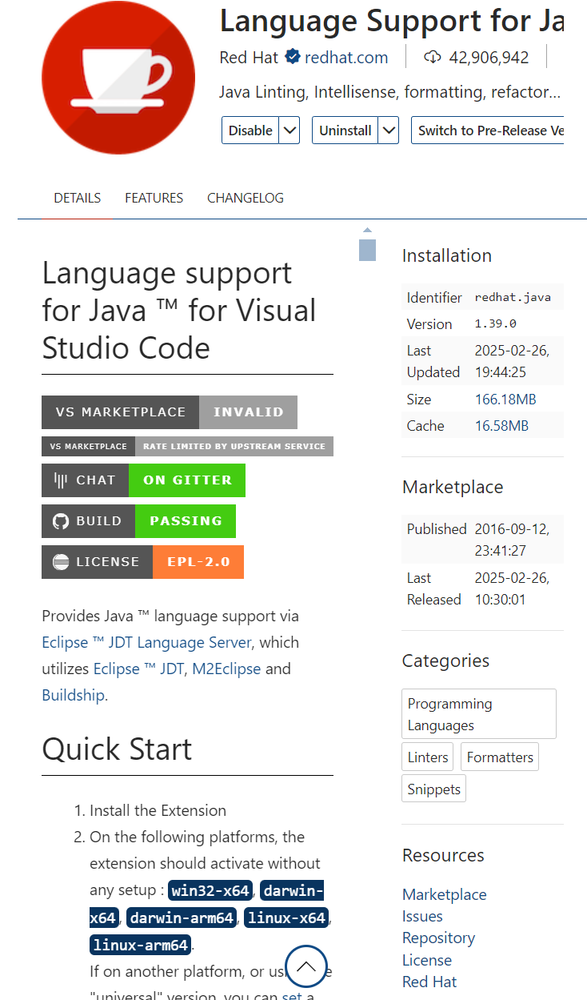 Language Support for Ja
Red Hat redhat.com 42,906,942
Java Linting, Intellisense, formatting, refactor...
Disable Uninstall Switch to Pre-Release Ve
DETAILS FEATURES CHANGELOG
Language support
for Java ™ for Visual
Studio Code
VS MARKETPLACE INVALID
VS MARKETPLACE RATE LIMITED BY UPSTREAM SERVICE
CHAT ON GITTER
BUILD PASSING
LICENSE EPL-2.0
Provides Java ™ language support via
Eclipse ™ JDT Language Server, which
utilizes Eclipse ™ JDT, M2Eclipse and
Buildship.
Quick Start
1. Install the Extension
2. On the following platforms, the
extension should activate without
any setup : win32-x64, darwin-
x64, darwin-arm64, linux-x64,
linux-arm64.
If on another platform, or us e
"universal" version, you can set a
Installation
Identifier redhat.java
Version 1.39.0
Last 2025-02-26,
Updated 19:44:25
Size 166.18MB
Cache 16.58MB
Marketplace
Published 2016-09-12,
23:41:27
Last 2025-02-26,
Released 10:30:01
Categories
Programming
Languages
Linters Formatters
Snippets
Resources
Marketplace
Issues
Repository
License
Red Hat